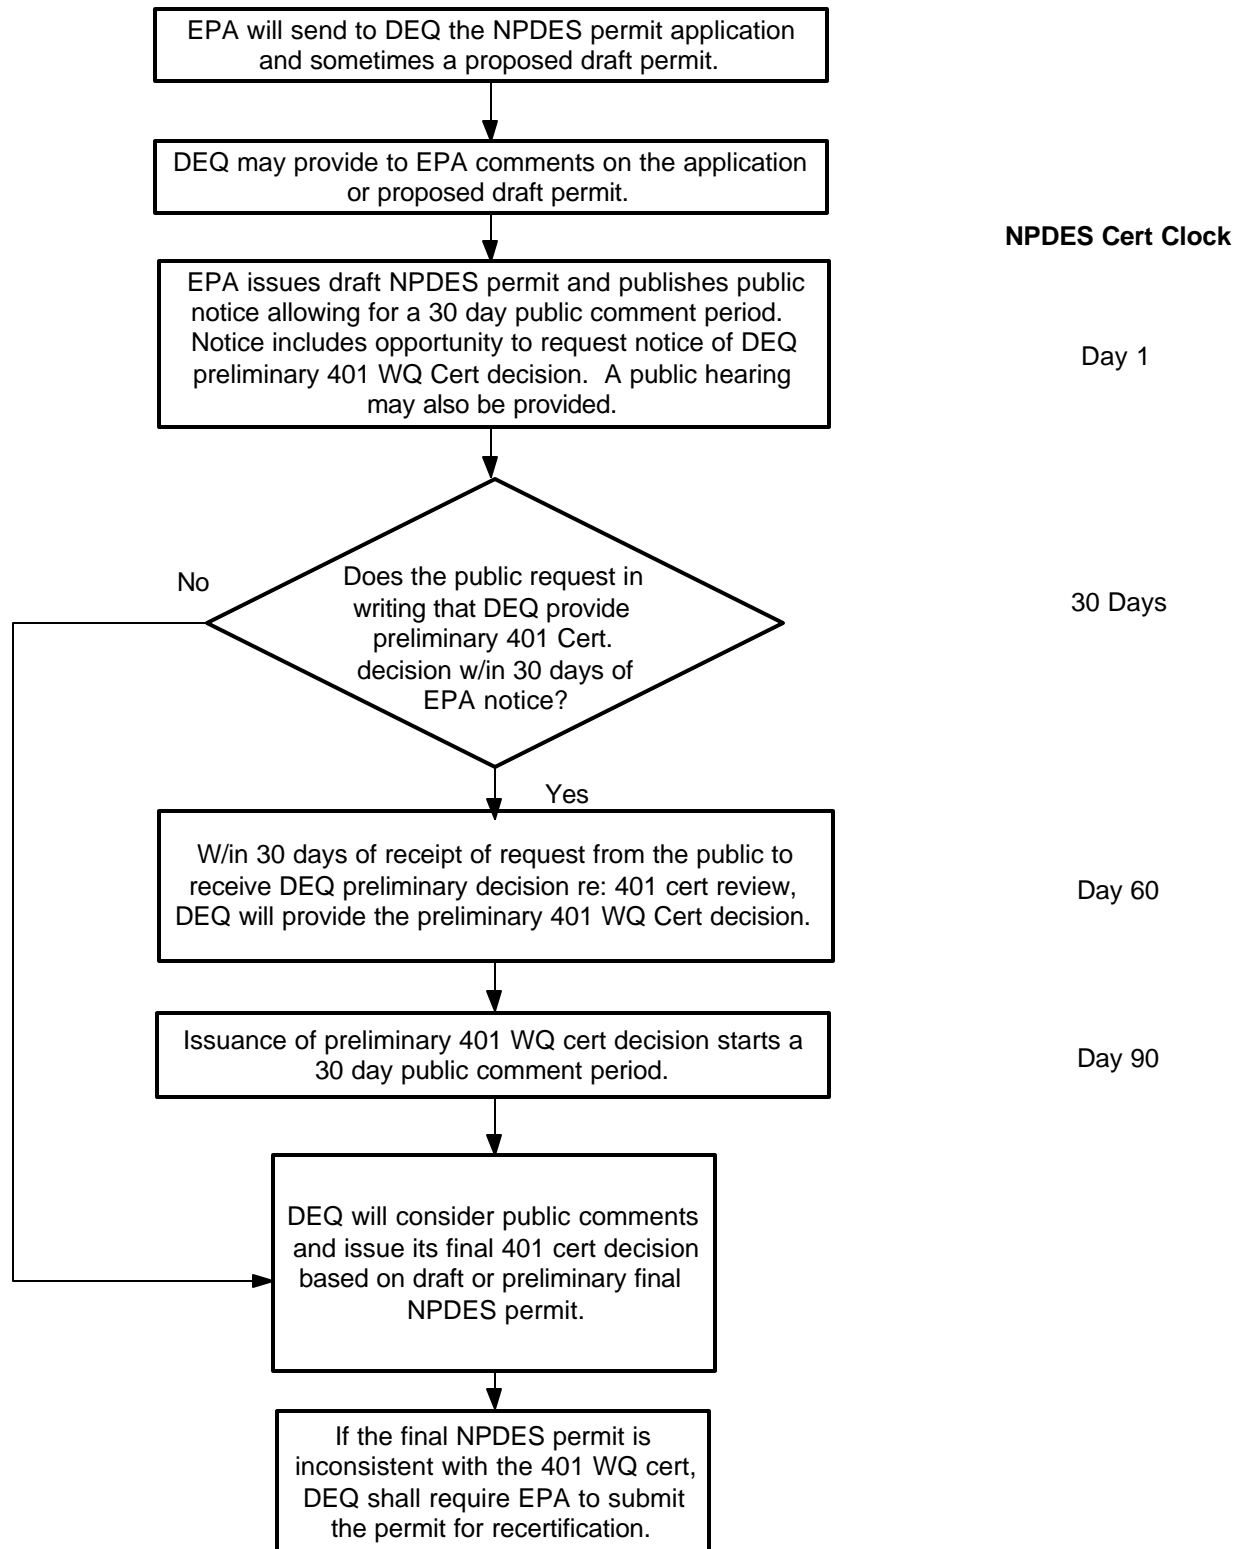 EPA will send to DEQ the NPDES permit application
and sometimes a proposed draft permit.
DEQ may provide to EPA comments on the application
or proposed draft permit.
NPDES Cert Clock
EPA issues draft NPDES permit and publishes public
notice allowing for a 30 day public comment period.
Notice includes opportunity to request notice of DEQ
preliminary 401 WQ Cert decision. A public hearing
may also be provided.
Day 1
No
Does the public request in
writing that DEQ provide
preliminary 401 Cert.
decision w/in 30 days of
EPA notice?
30 Days
Yes
W/in 30 days of receipt of request from the public to
receive DEQ preliminary decision re: 401 cert review,
DEQ will provide the preliminary 401 WQ Cert decision.
Day 60
Issuance of preliminary 401 WQ cert decision starts a
30 day public comment period.
Day 90
DEQ will consider public comments
and issue its final 401 cert decision
based on draft or preliminary final
NPDES permit.
If the final NPDES permit is
inconsistent with the 401 WQ cert,
DEQ shall require EPA to submit
the permit for recertification.